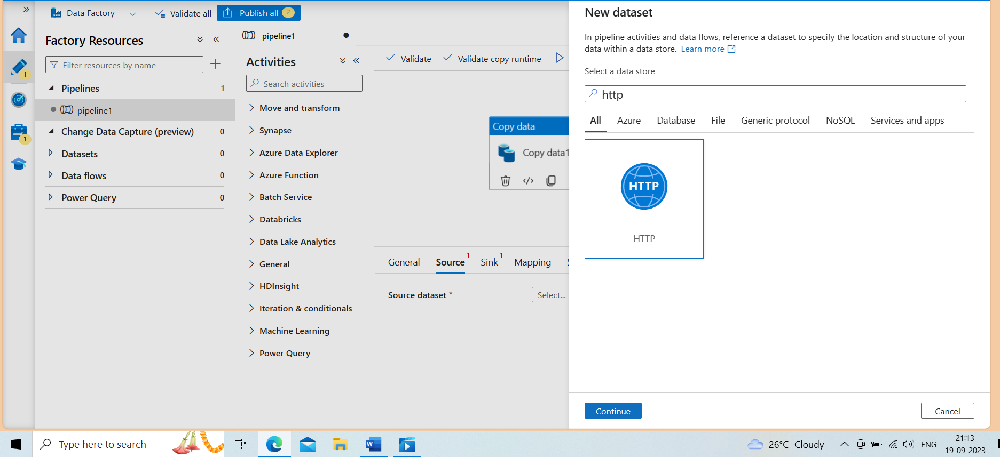 Data Factory
Validate all
Publish all 2
Factory Resources
Filter resources by name
1
Pipelines 1
pipeline1
Change Data Capture (preview) 0
1
Datasets 0
Data flows 0
Power Query 0
pipeline1
Activities
Search activities
Move and transform
Synapse
Azure Data Explorer
Azure Function
Batch Service
Databricks
Data Lake Analytics
General
HDInsight
Iteration & conditionals
Machine Learning
Power Query
Validate Validate copy runtime
Copy data
Copy data1
General Source 1 Sink 1 Mapping
Source dataset * Select...
New dataset
In pipeline activities and data flows, reference a dataset to specify the location and structure of your
data within a data store. Learn more
Select a data store
http
All Azure Database File Generic protocol NoSQL Services and apps
HTTP
HTTP
Continue Cancel
Type here to search
W
26°C Cloudy
ENG
21:13
19-09-2023